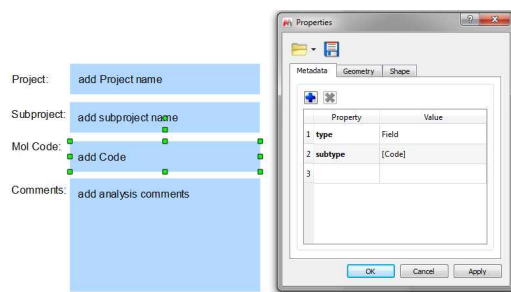 Project:
add Project name
Subproject:
add subproject name
Mol Code:
add Code
Comments:
add analysis comments
Properties
Metadata Geometry Shape
Property Value
1 type Field
2 subtype [Code]
3
OK Cancel Apply